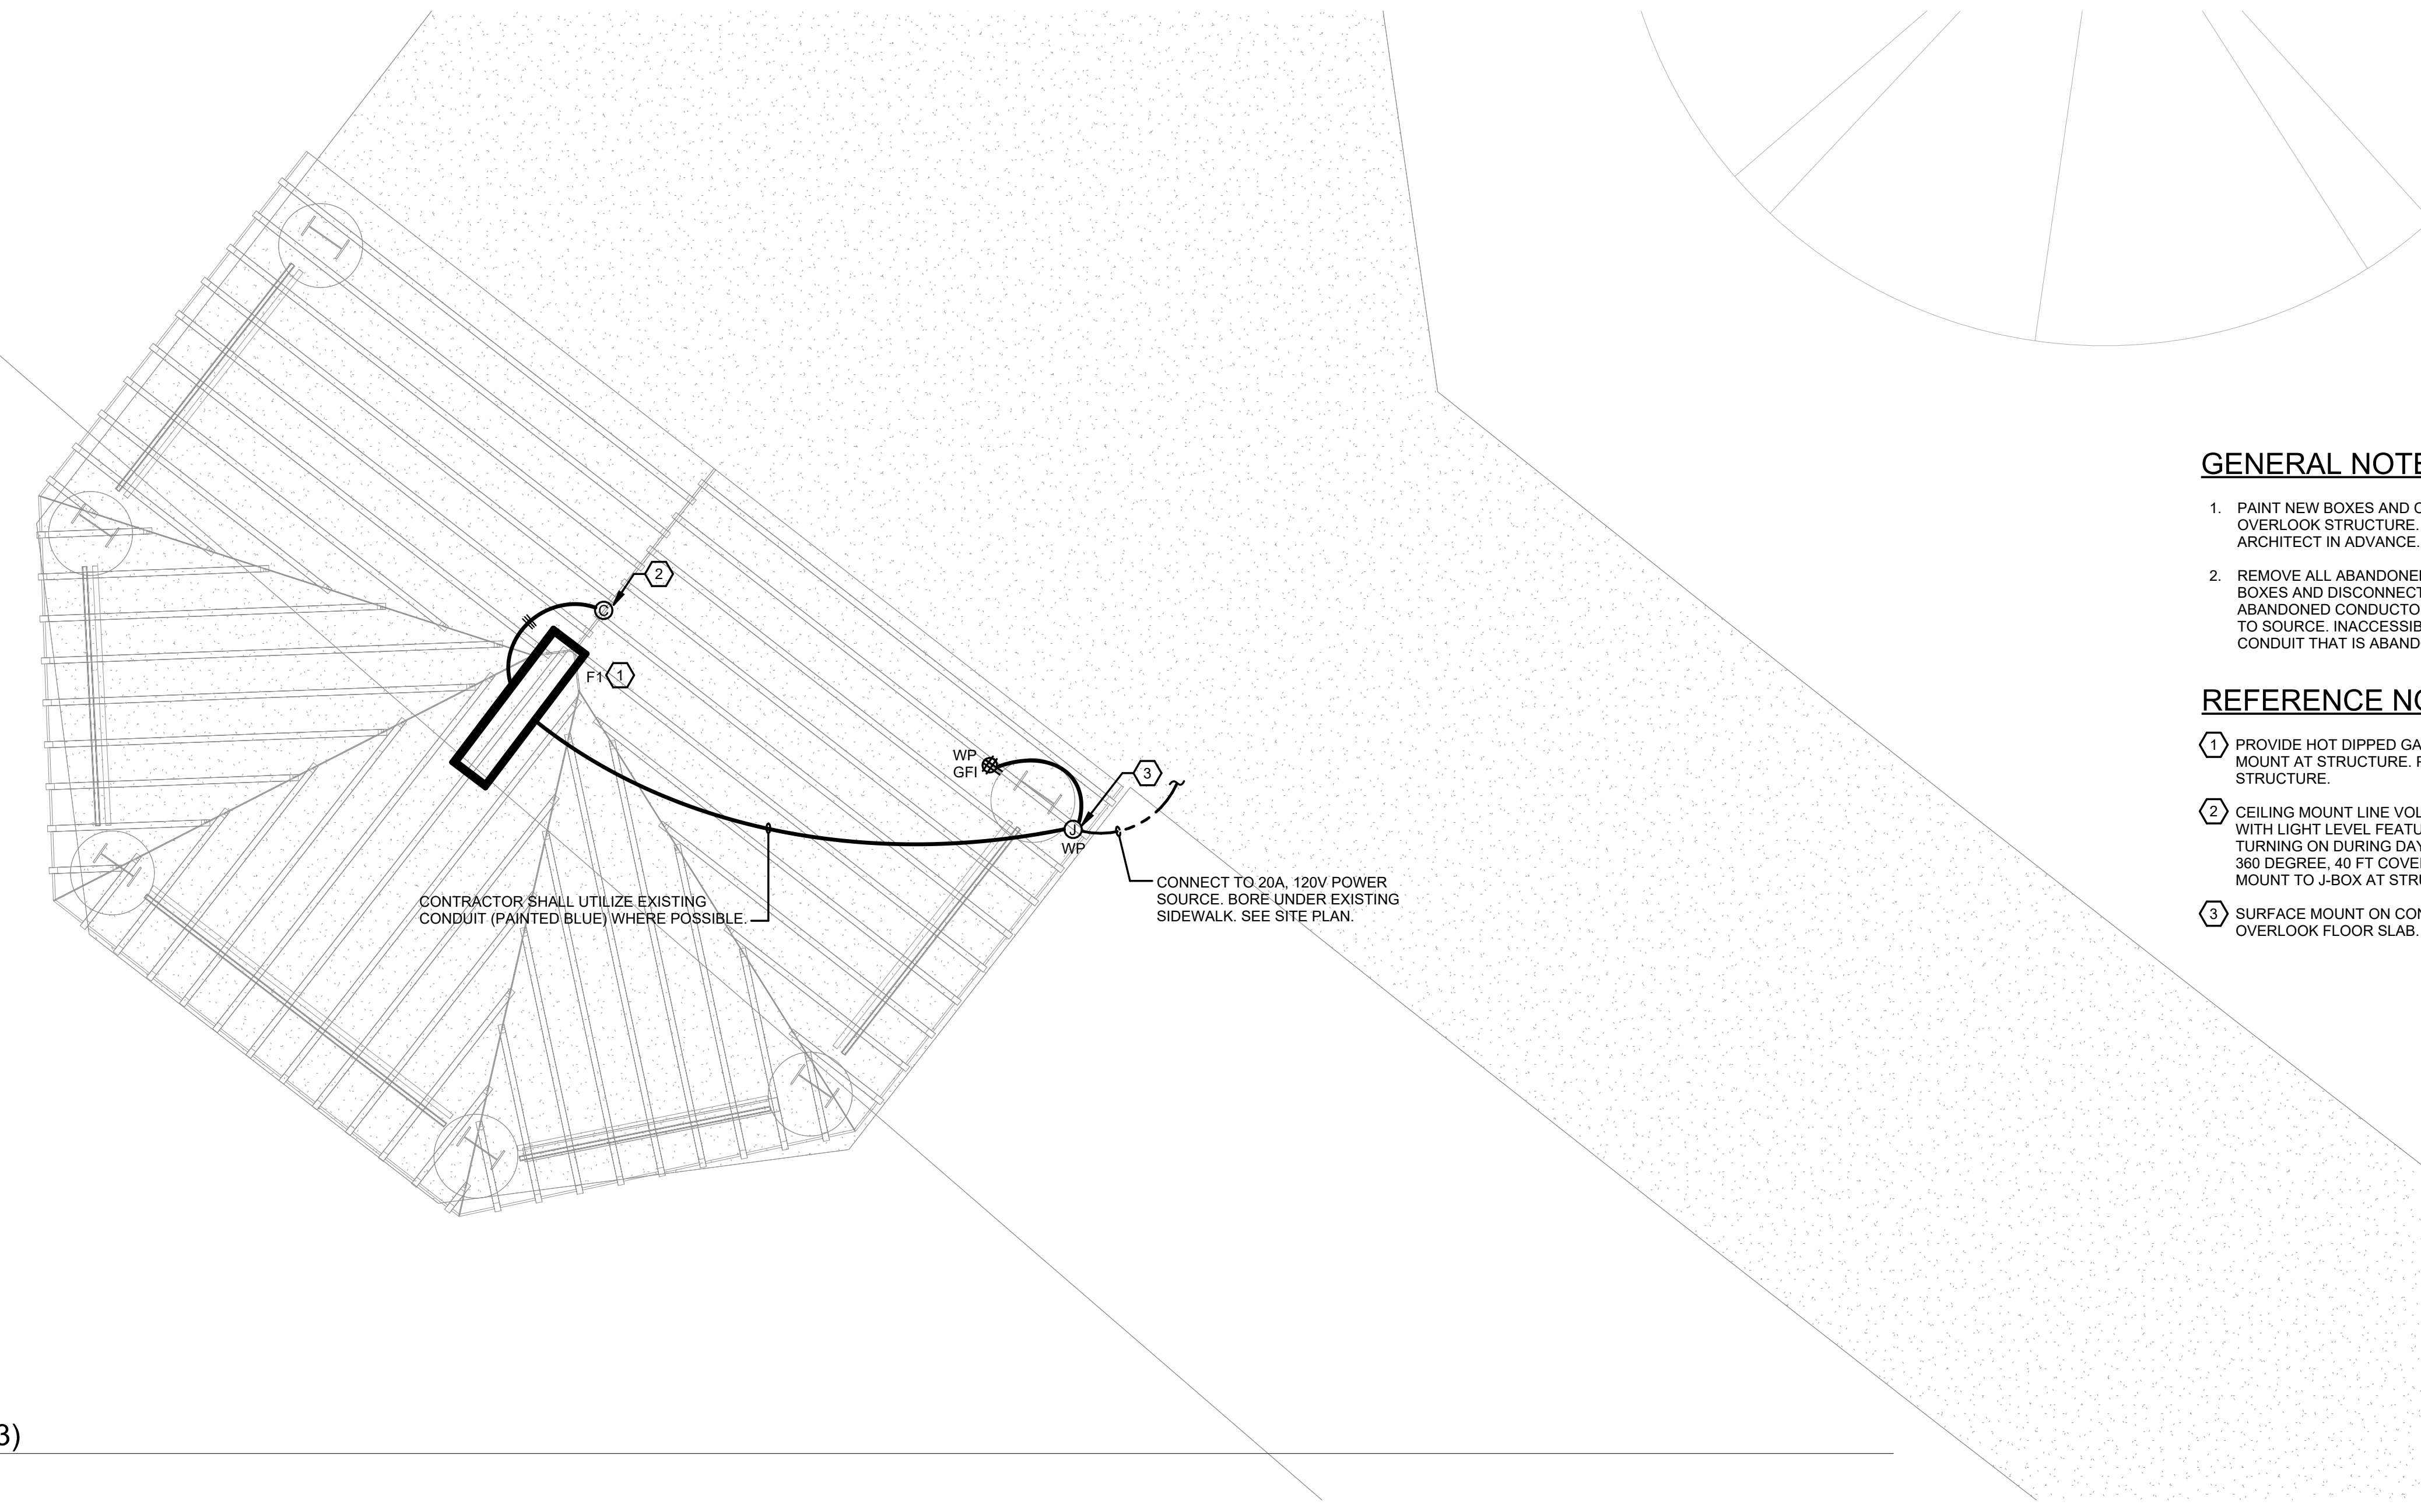 2
C
F1
1
WP
GFI
3
J
WP
CONTRACTOR SHALL UTILIZE EXISTING
CONDUIT (PAINTED BLUE) WHERE POSSIBLE.
CONNECT TO 20A, 120V POWER
SOURCE. BORE UNDER EXISTING
SIDEWALK. SEE SITE PLAN.
GENERAL NOTE
1. PAINT NEW BOXES AND C
OVERLOOK STRUCTURE.
ARCHITECT IN ADVANCE.
2. REMOVE ALL ABANDONE
BOXES AND DISCONNECT
ABANDONED CONDUCTO
TO SOURCE. INACCESSIB
CONDUIT THAT IS ABAND
REFERENCE NO
1 PROVIDE HOT DIPPED GA
MOUNT AT STRUCTURE. P
STRUCTURE.
2 CEILING MOUNT LINE VOL
WITH LIGHT LEVEL FEATU
TURNING ON DURING DAY
360 DEGREE, 40 FT COVE
MOUNT TO J-BOX AT STRU
3 SURFACE MOUNT ON CON
OVERLOOK FLOOR SLAB.
3)